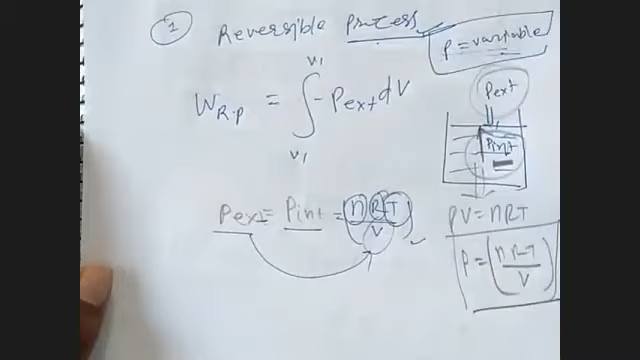 1 Reversible Process
P = variable
V1
W R.P = ∫ - Pext dV
V1
Pext
Pint
Pext = Pint = (nRT/V)
PV = nRT
P = (nRT/V)